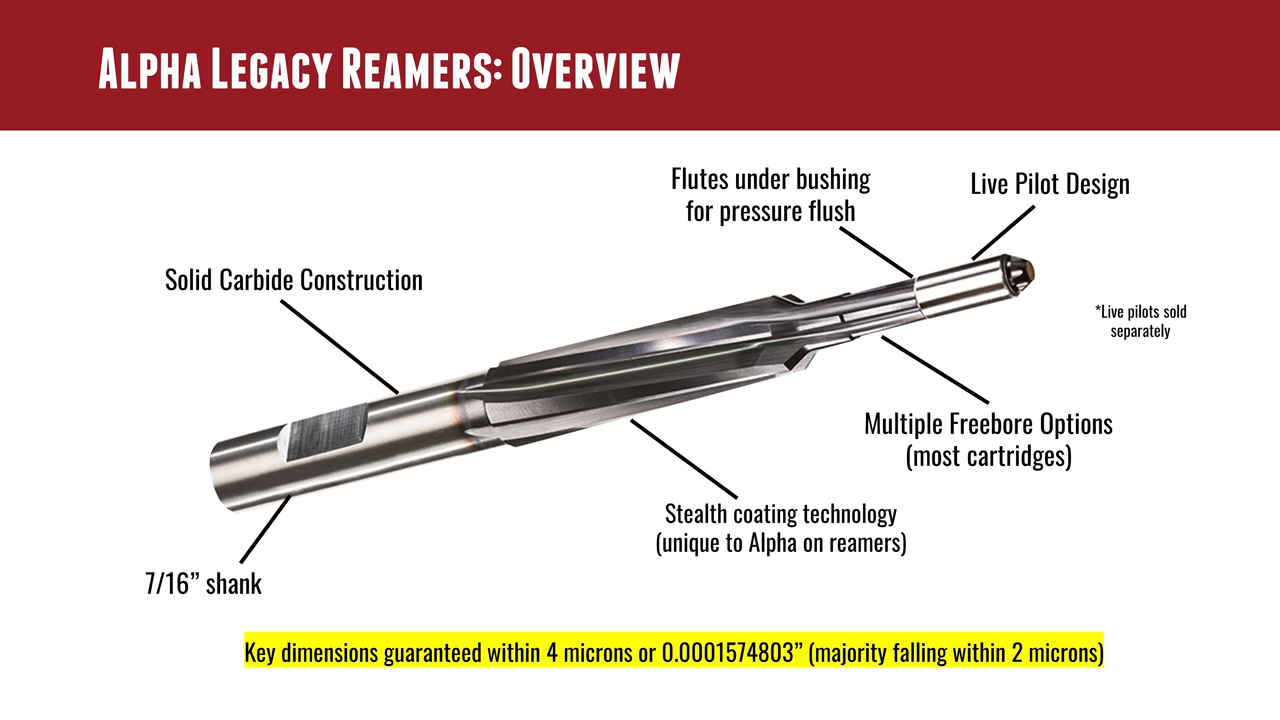 Alpha Legacy Reamers: Overview
Flutes under bushing
for pressure flush
Live Pilot Design
Solid Carbide Construction
*Live pilots sold
separately
Multiple Freebore Options
(most cartridges)
Stealth coating technology
(unique to Alpha on reamers)
7/16” shank
Key dimensions guaranteed within 4 microns or 0.0001574803” (majority falling within 2 microns)